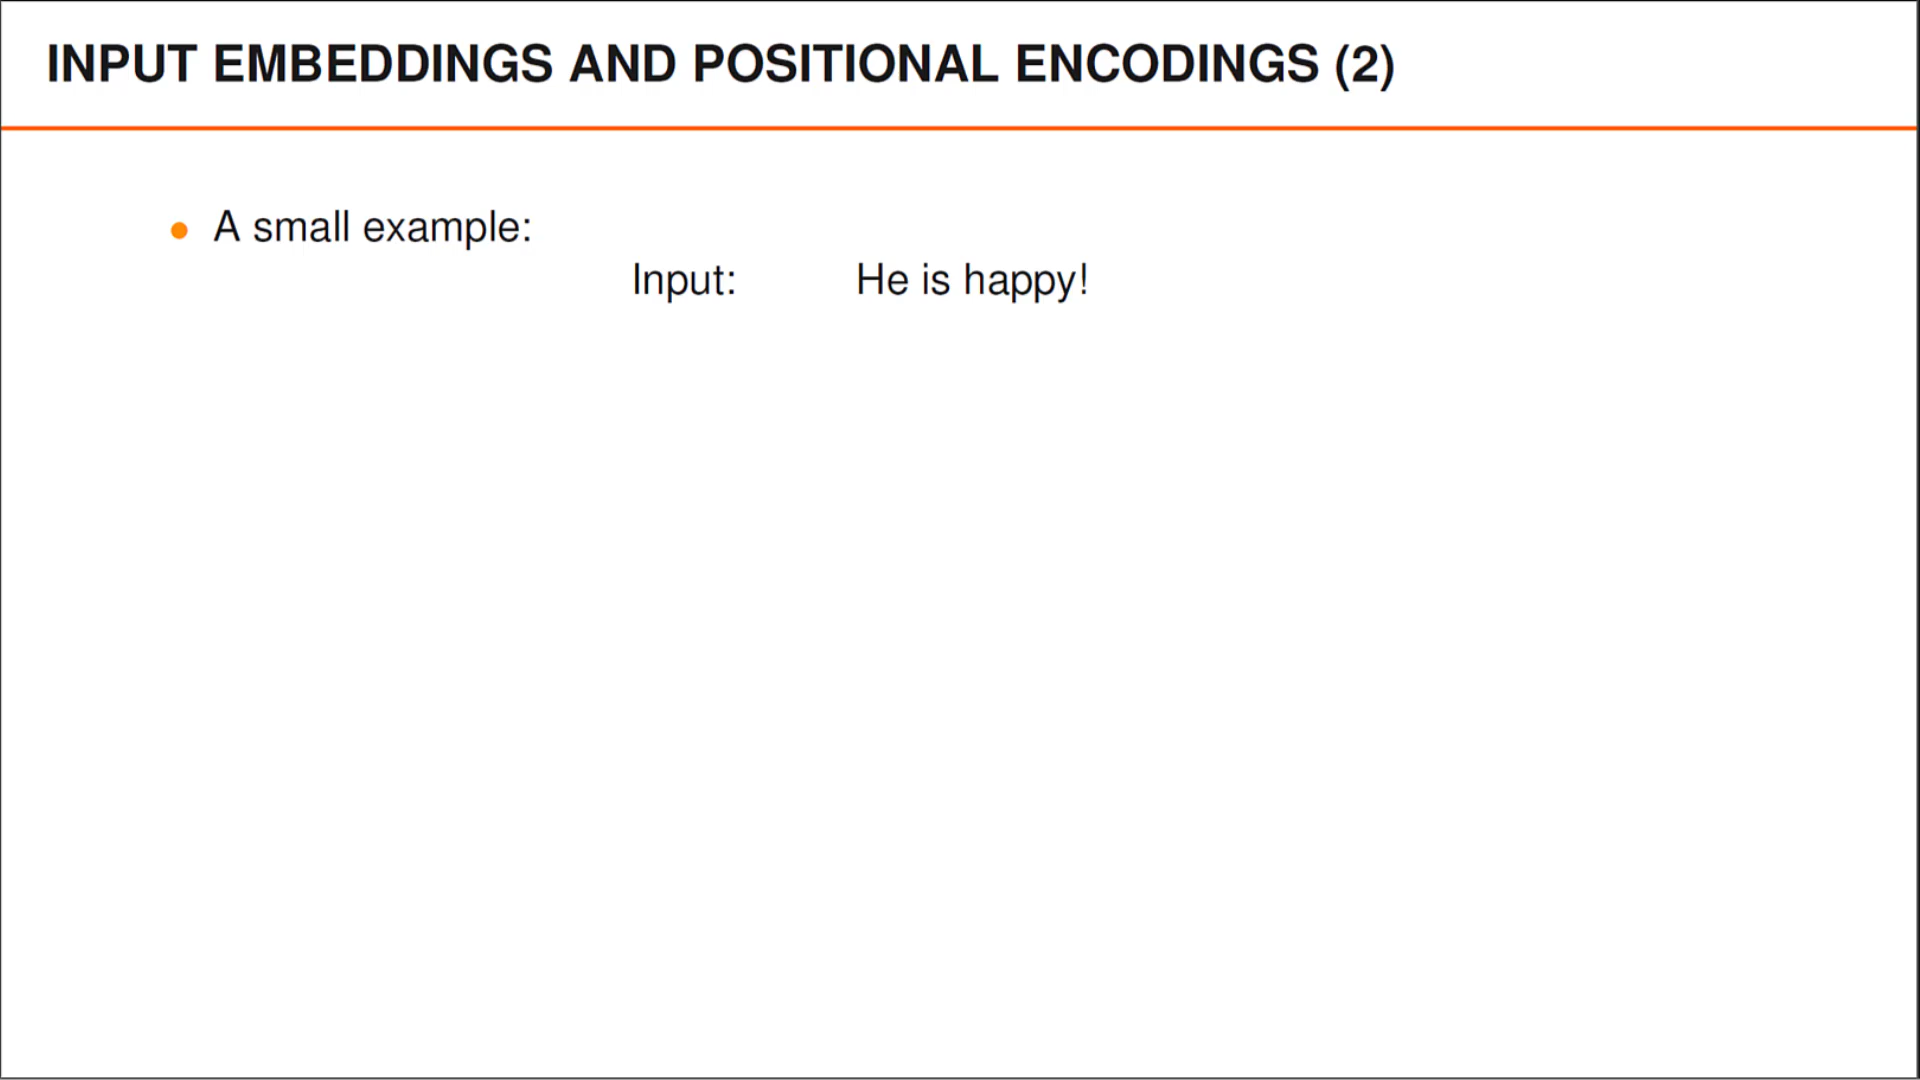 INPUT EMBEDDINGS AND POSITIONAL ENCODINGS (2)
A small example:
Input: He is happy!